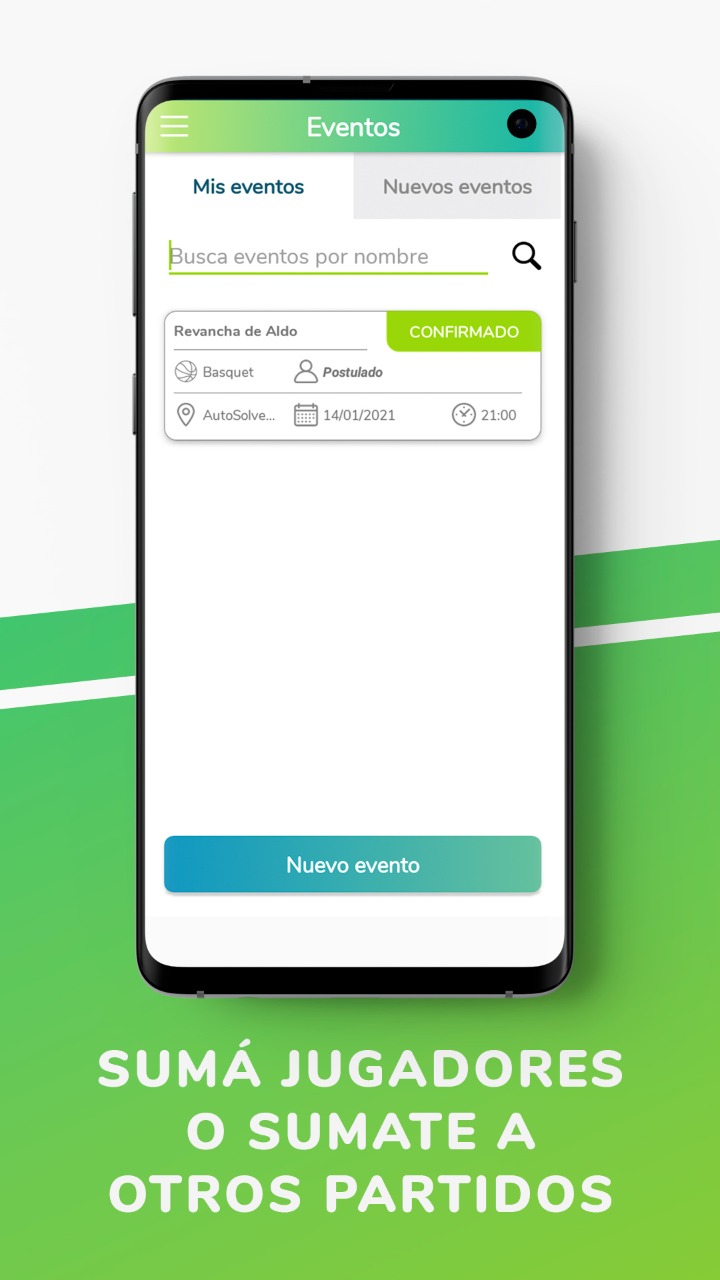 Eventos
Mis eventos
Nuevos eventos
Busca eventos por nombre
Revancha de Aldo
CONFIRMADO
Basquet
Postulado
AutoSolve...
14/01/2021
21:00
Nuevo evento
SUMÁ JUGADORES
O SUMATE A
OTROS PARTIDOS